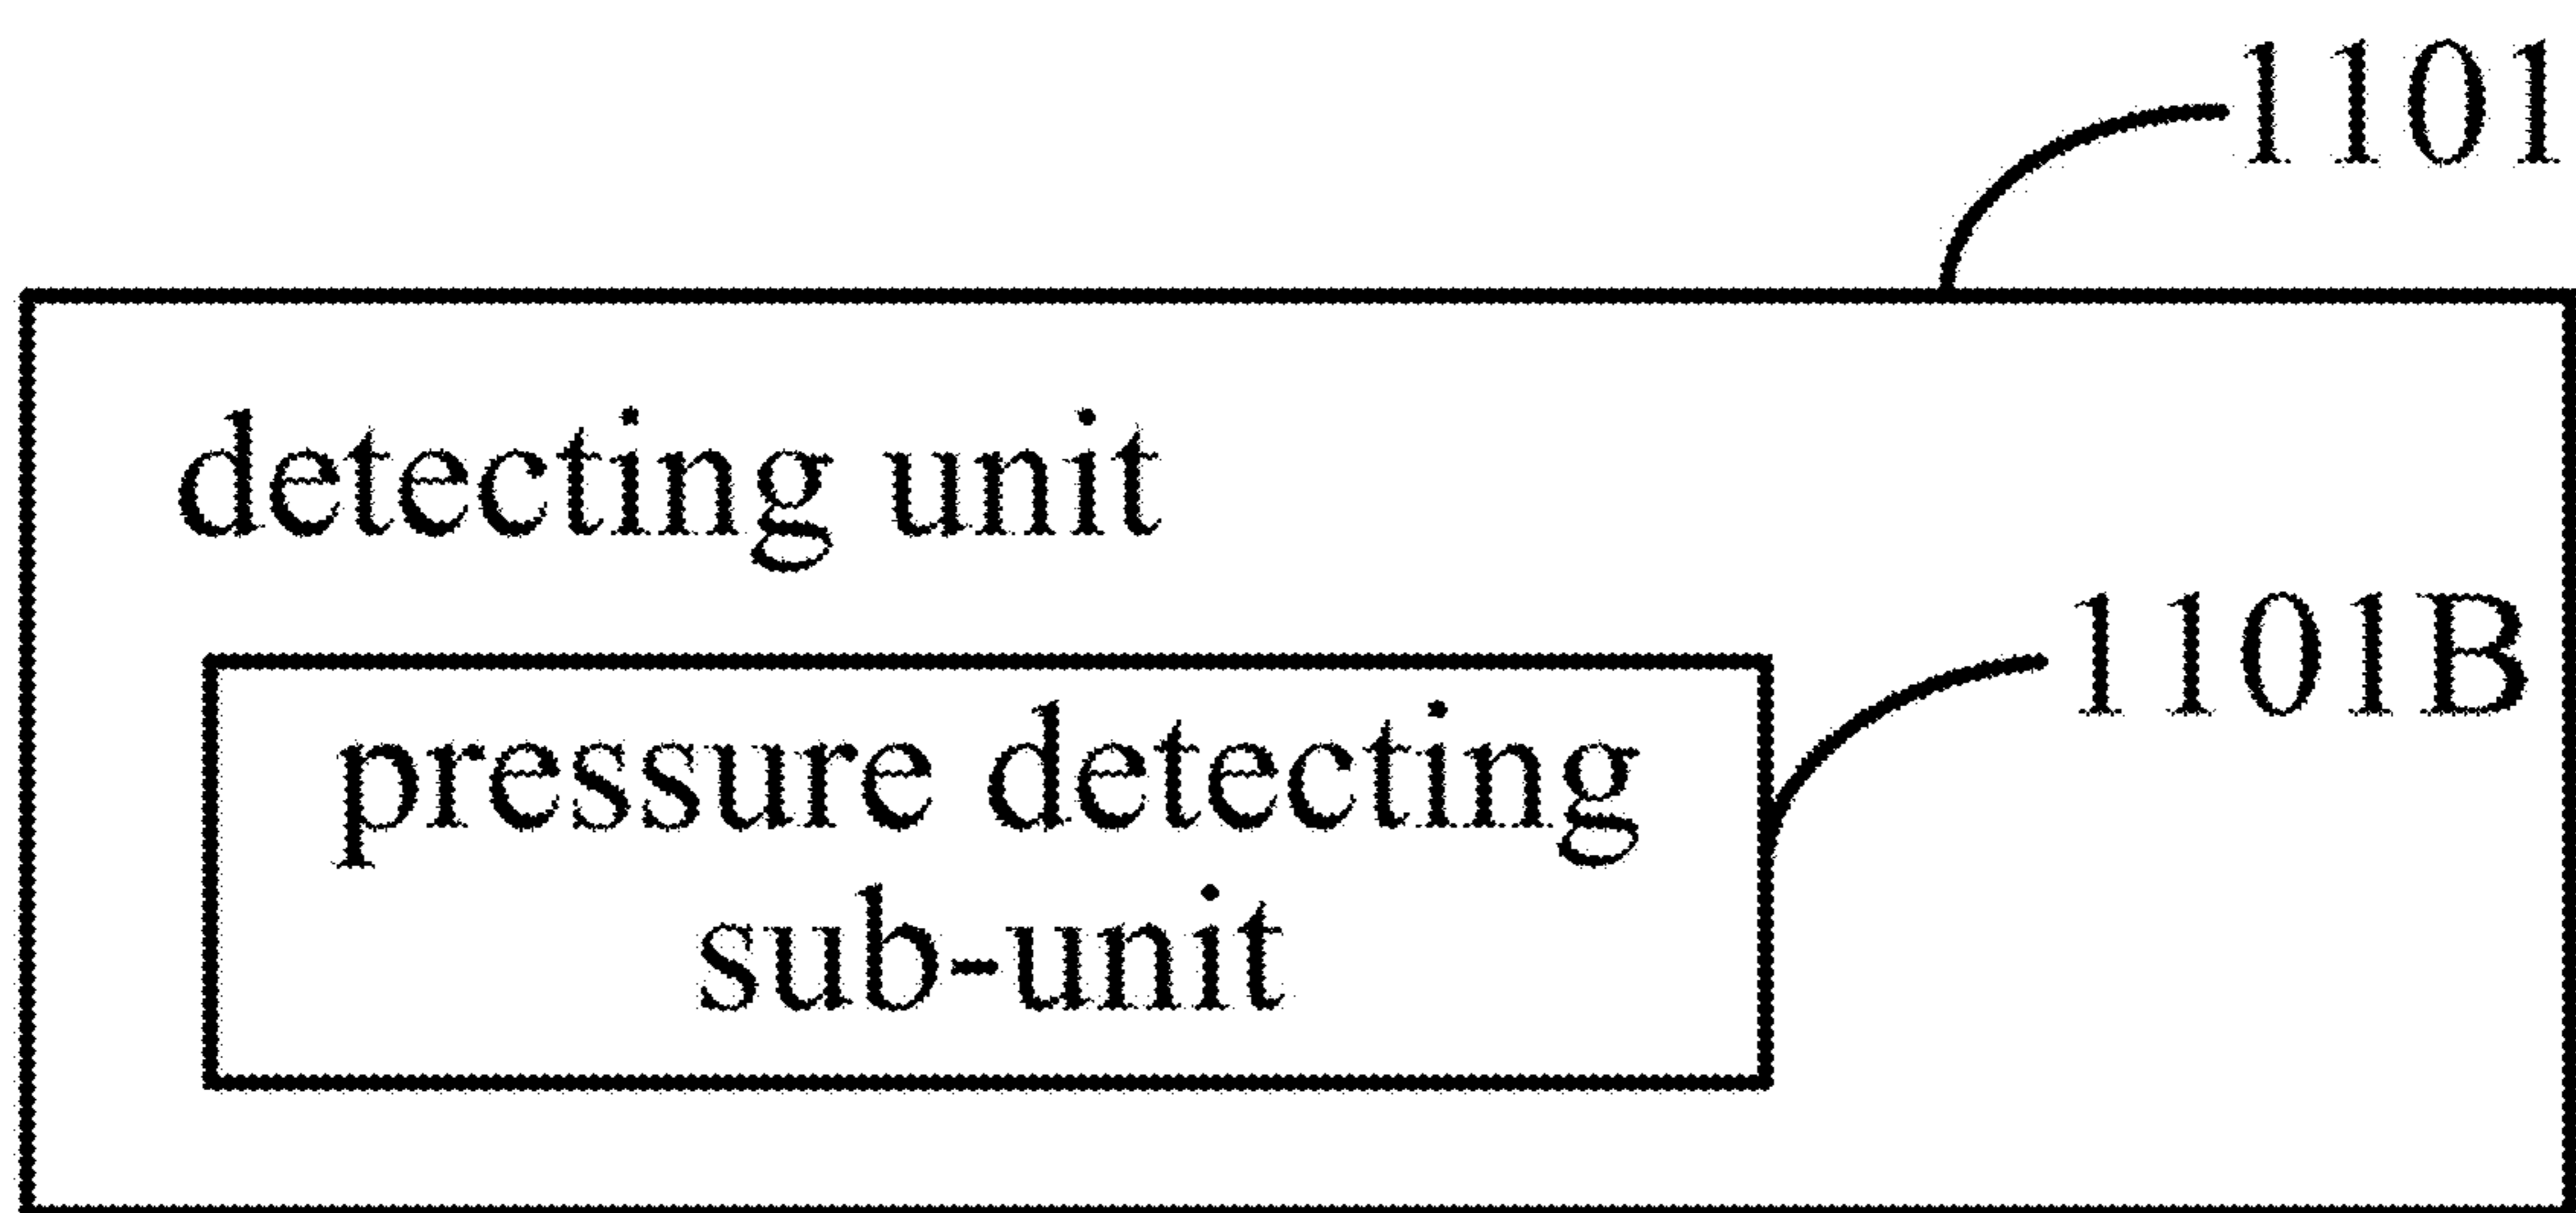 1101
detecting unit
1101B
pressure detecting
sub-unit